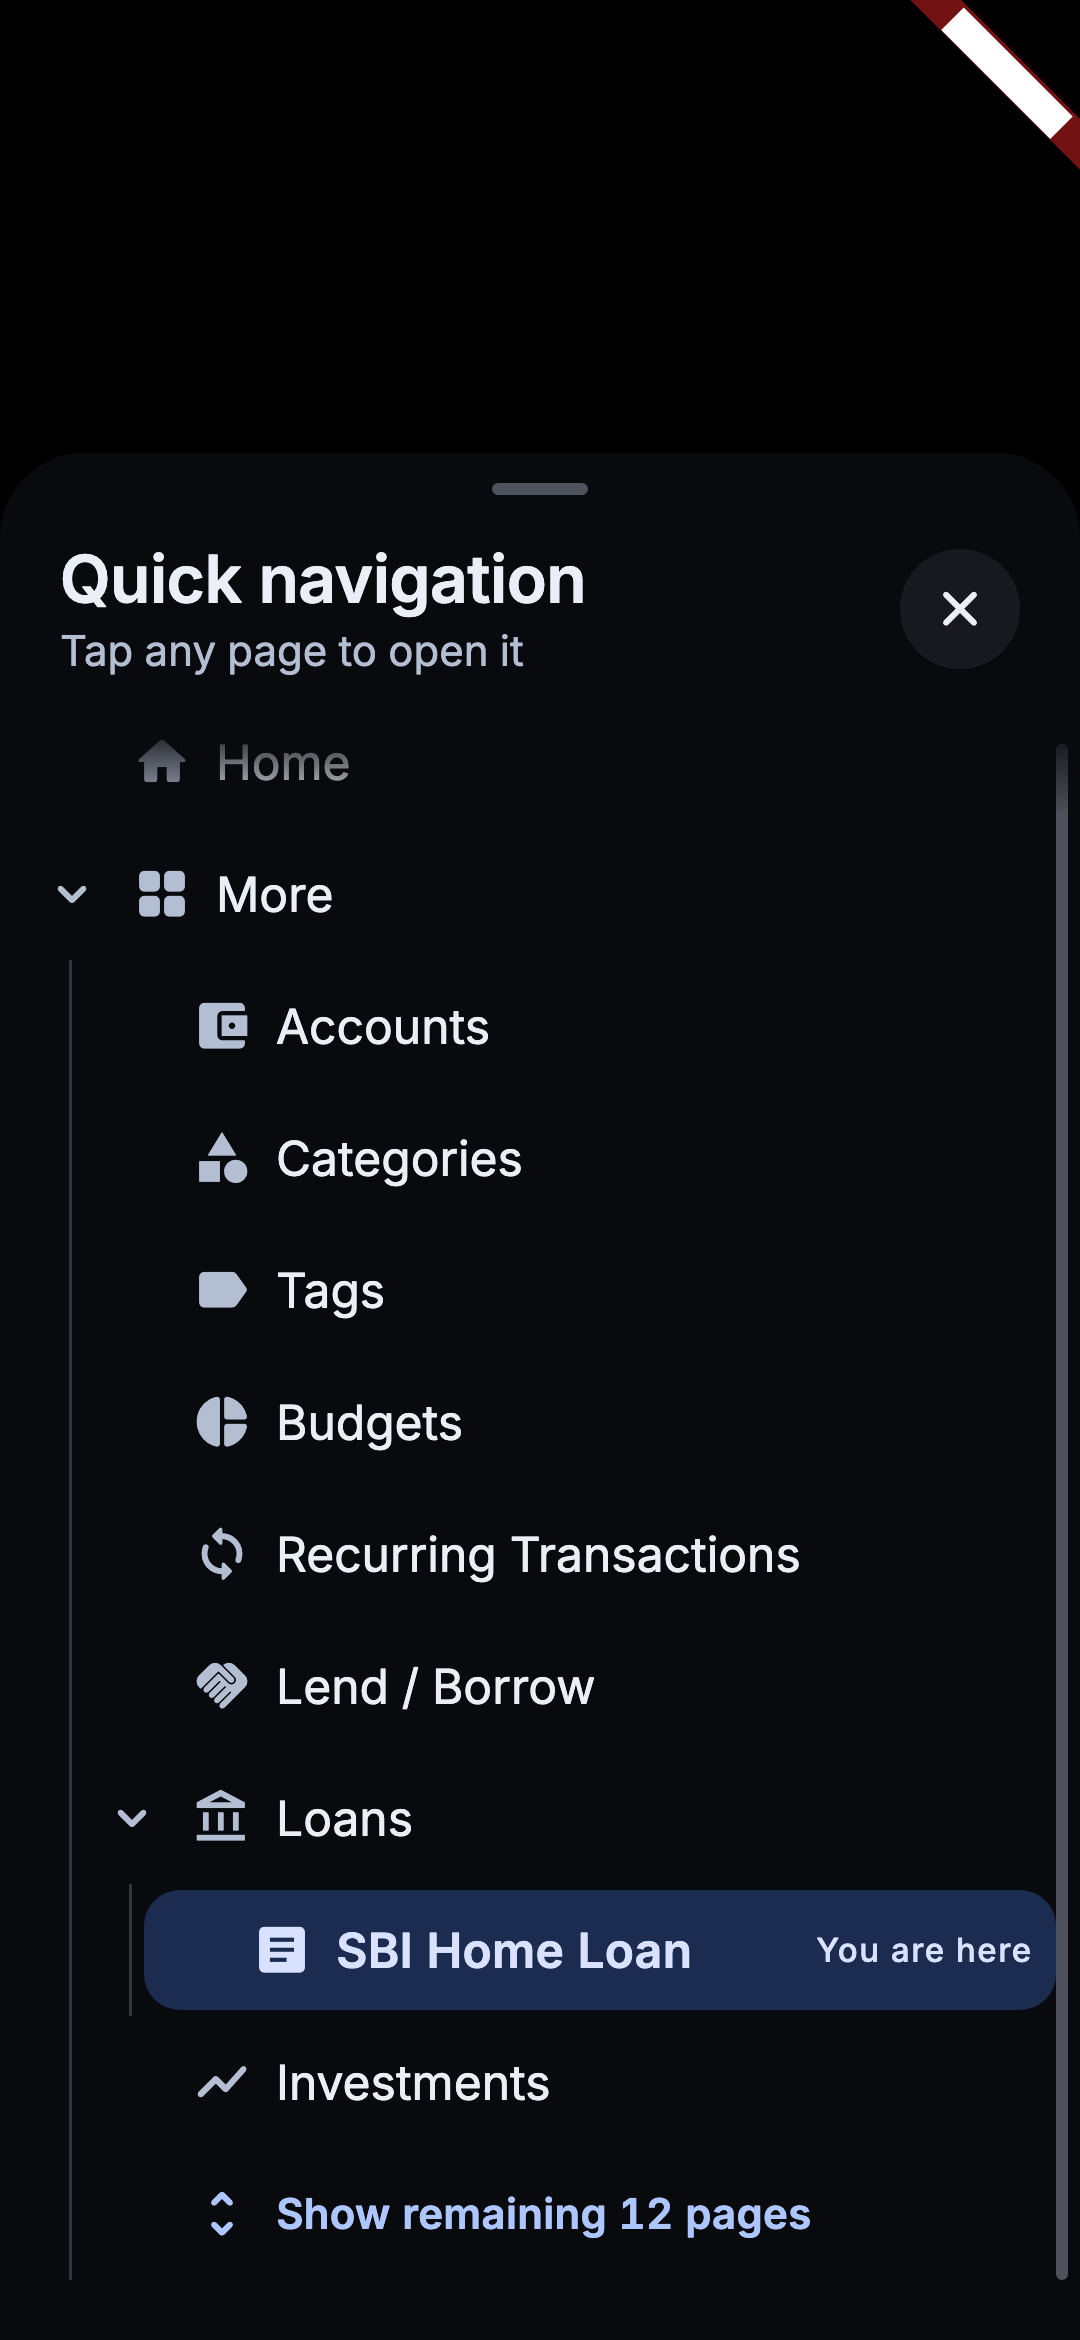 Quick navigation
Tap any page to open it
Home
More
Accounts
Categories
Tags
Budgets
Recurring Transactions
Lend / Borrow
Loans
SBI Home Loan You are here
Investments
Show remaining 12 pages